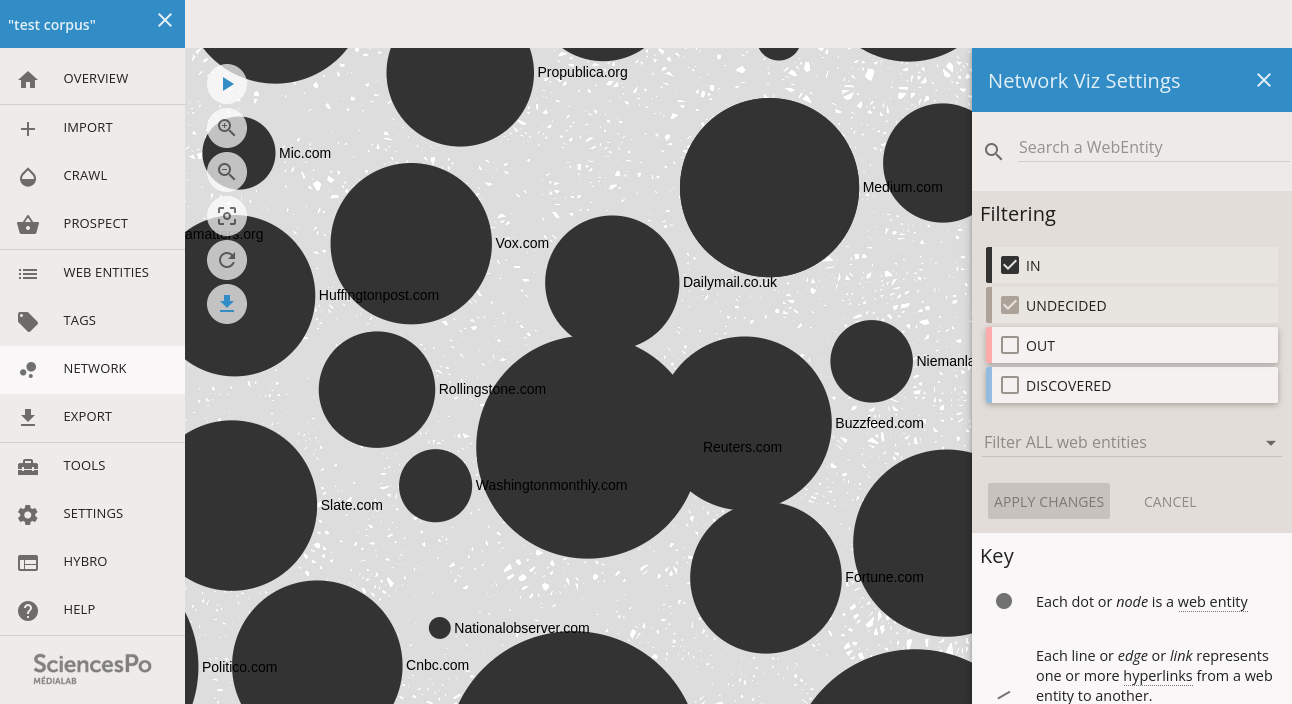 "test corpus"
OVERVIEW
IMPORT
CRAWL
PROSPECT
WEB ENTITIES
TAGS
NETWORK
EXPORT
TOOLS
SETTINGS
HYBRO
HELP
SciencesPo
MÉDIALAB
Propublica.org
Mic.com
Medium.com
amatters.org
Vox.com
Dailymail.co.uk
Huffingtonpost.com
Niemanla
Rollingstone.com
Buzzfeed.com
Reuters.com
Washingtonmonthly.com
Slate.com
Fortune.com
Nationalobserver.com
Politico.com
Cnbc.com
Network Viz Settings
Search a WebEntity
Filtering
IN
UNDECIDED
OUT
DISCOVERED
Filter ALL web entities
APPLY CHANGES CANCEL
Key
Each dot or node is a web entity
Each line or edge or link represents
one or more hyperlinks from a web
entity to another.